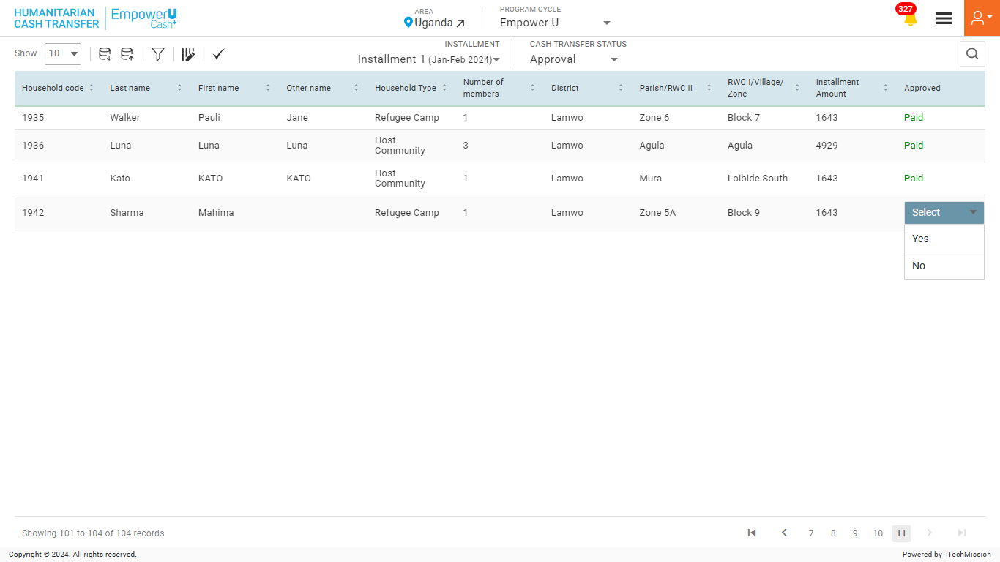 HUMANITARIAN
CASH TRANSFER
EmpowerU
Cash+
AREA
Uganda
PROGRAM CYCLE
Empower U
327
Show
10
INSTALLMENT
Installment 1 (Jan-Feb 2024)
CASH TRANSFER STATUS
Approval
Household code
Last name
First name
Other name
Household Type
Number of
members
District
Parish/RWC II
RWC I/Village/
Zone
Installment
Amount
Approved
1935
Walker
Pauli
Jane
Refugee Camp
1
Lamwo
Zone 6
Block 7
1643
Paid
1936
Luna
Luna
Luna
Host
Community
3
Lamwo
Agula
Agula
4929
Paid
1941
Kato
KATO
KATO
Host
Community
1
Lamwo
Mura
Loibide South
1643
Paid
1942
Sharma
Mahima
Refugee Camp
1
Lamwo
Zone 5A
Block 9
1643
Select
Yes
No
Showing 101 to 104 of 104 records
7
8
9
10
11
Copyright © 2024. All rights reserved.
Powered by iTechMission